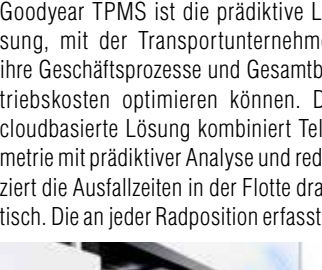 Goodyear TPMS ist die prädiktive L
sung, mit der Transportunternehme
ihre Geschäftsprozesse und Gesamtb
triebskosten optimieren können. D
cloudbasierte Lösung kombiniert Tel
metrie mit prädiktiver Analyse und red
ziert die Ausfallzeiten in der Flotte dra
tisch. Die an jeder Radposition erfasst